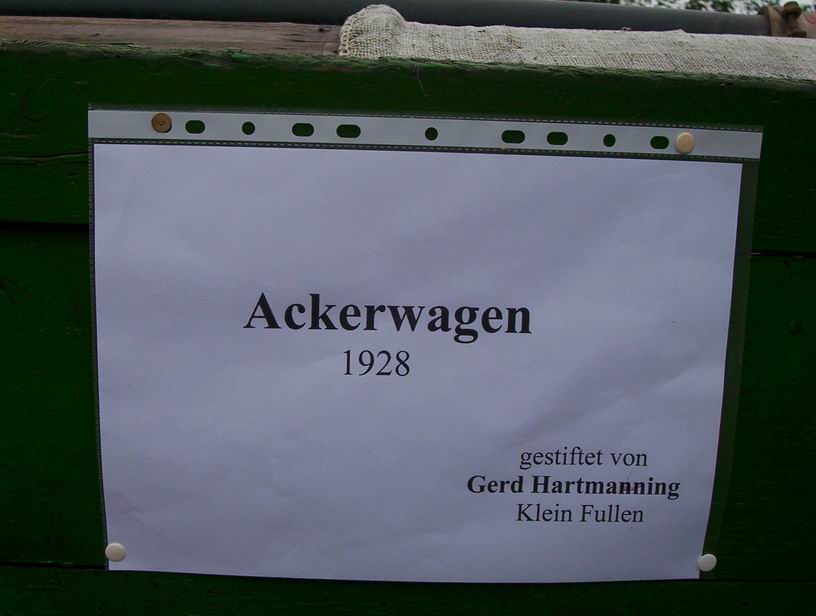 Ackerwagen
1928
gestiftet von
Gerd Hartmanning
Klein Fullen